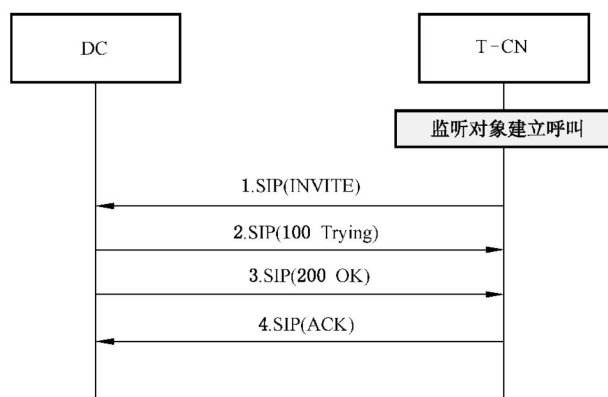 DC
T-CN
监听对象建立呼叫
1.SIP(INVITE)
2.SIP(100 Trying)
3.SIP(200 OK)
4.SIP(ACK)